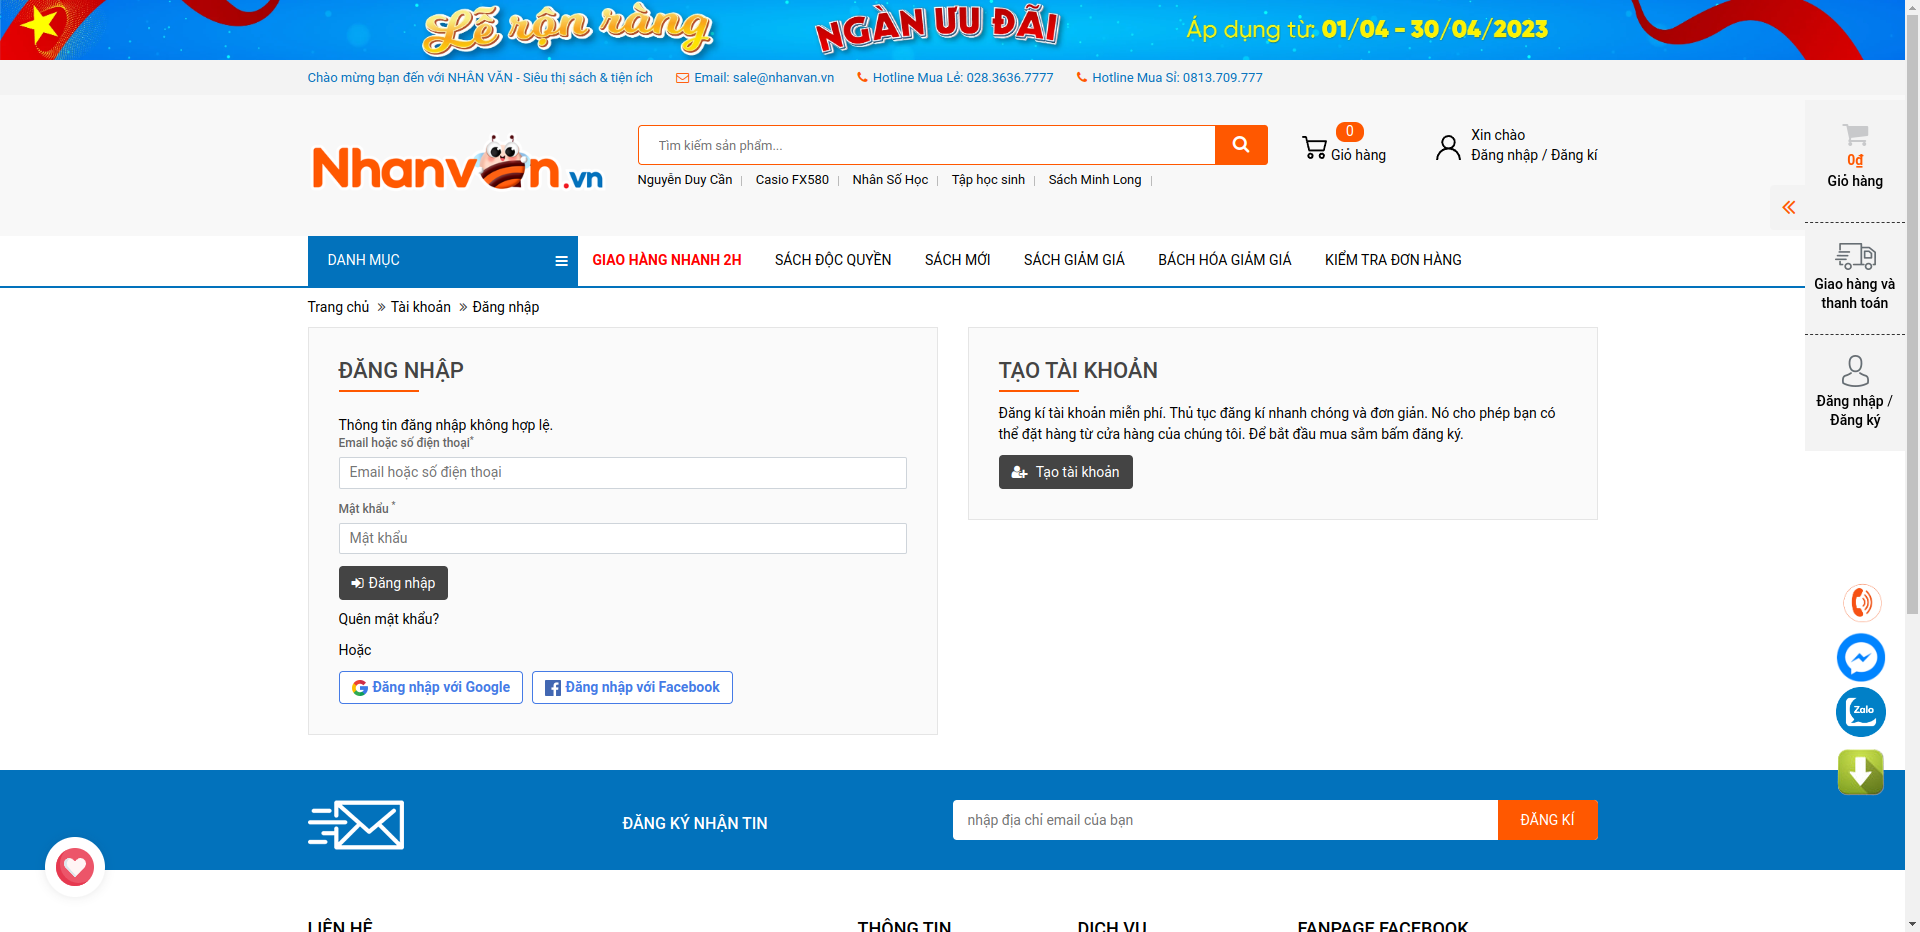 Lễ rộn ràng
NGÀN ƯU ĐÃI
Áp dụng từ: 01/04 - 30/04/2023
Chào mừng bạn đến với NHÂN VĂN - Siêu thị sách & tiện ích
Email: sale@nhanvan.vn
Hotline Mua Lẻ: 028.3636.7777
Hotline Mua Sỉ: 0813.709.777
Nhanvan.vn
Tìm kiếm sản phẩm...
Nguyễn Duy Cần
Casio FX580
Nhân Số Học
Tập học sinh
Sách Minh Long
0
Giỏ hàng
Xin chào
Đăng nhập / Đăng kí
0₫
Giỏ hàng
Giao hàng và
thanh toán
Đăng nhập /
Đăng ký
DANH MỤC
GIAO HÀNG NHANH 2H
SÁCH ĐỘC QUYỀN
SÁCH MỚI
SÁCH GIẢM GIÁ
BÁCH HÓA GIẢM GIÁ
KIỂM TRA ĐƠN HÀNG
Trang chủ » Tài khoản » Đăng nhập
ĐĂNG NHẬP
Thông tin đăng nhập không hợp lệ.
Email hoặc số điện thoại*
Email hoặc số điện thoại
Mật khẩu *
Mật khẩu
Đăng nhập
Quên mật khẩu?
Hoặc
Đăng nhập với Google
Đăng nhập với Facebook
TẠO TÀI KHOẢN
Đăng kí tài khoản miễn phí. Thủ tục đăng kí nhanh chóng và đơn giản. Nó cho phép bạn có
thể đặt hàng từ cửa hàng của chúng tôi. Để bắt đầu mua sắm bấm đăng ký.
Tạo tài khoản
Zalo
ĐĂNG KÝ NHẬN TIN
nhập địa chỉ email của bạn
ĐĂNG KÍ
LIÊN HỆ
THÔNG TIN
DỊCH VỤ
FANPAGE FACEBOOK